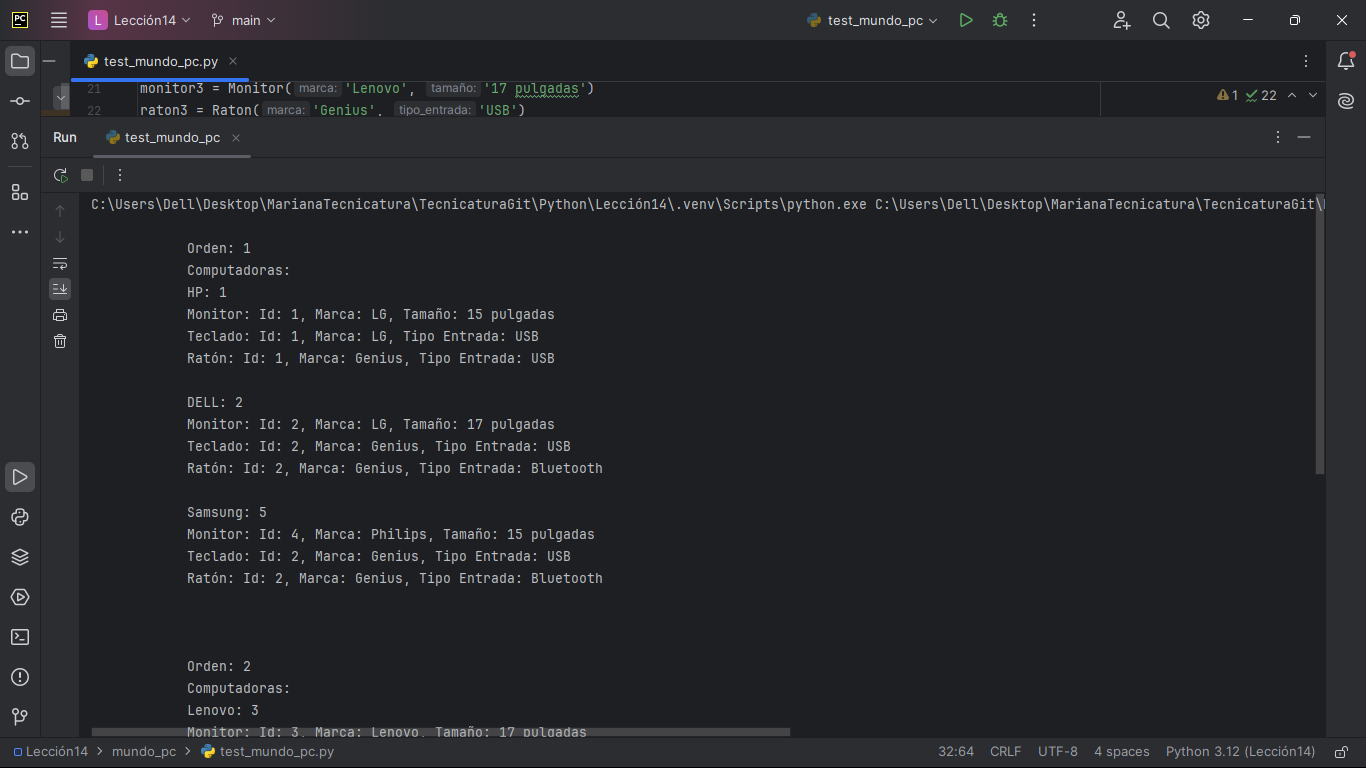 PC L Lección14 main test_mundo_pc
test_mundo_pc.py
21 monitor3 = Monitor( marca: 'Lenovo', tamaño: '17 pulgadas')
22 raton3 = Raton( marca: 'Genius', tipo_entrada: 'USB')
1 22
Run test_mundo_pc
C:\Users\Dell\Desktop\MarianaTecnicatura\TecnicaturaGit\Python\Lección14\.venv\Scripts\python.exe C:\Users\Dell\Desktop\MarianaTecnicatura\TecnicaturaGit\
Orden: 1
Computadoras:
HP: 1
Monitor: Id: 1, Marca: LG, Tamaño: 15 pulgadas
Teclado: Id: 1, Marca: LG, Tipo Entrada: USB
Ratón: Id: 1, Marca: Genius, Tipo Entrada: USB
DELL: 2
Monitor: Id: 2, Marca: LG, Tamaño: 17 pulgadas
Teclado: Id: 2, Marca: Genius, Tipo Entrada: USB
Ratón: Id: 2, Marca: Genius, Tipo Entrada: Bluetooth
Samsung: 5
Monitor: Id: 4, Marca: Philips, Tamaño: 15 pulgadas
Teclado: Id: 2, Marca: Genius, Tipo Entrada: USB
Ratón: Id: 2, Marca: Genius, Tipo Entrada: Bluetooth
Orden: 2
Computadoras:
Lenovo: 3
Monitor: Id: 3, Marca: Lenovo, Tamaño: 17 pulgadas
Lección14 > mundo_pc > test_mundo_pc.py 32:64 CRLF UTF-8 4 spaces Python 3.12 (Lección14)